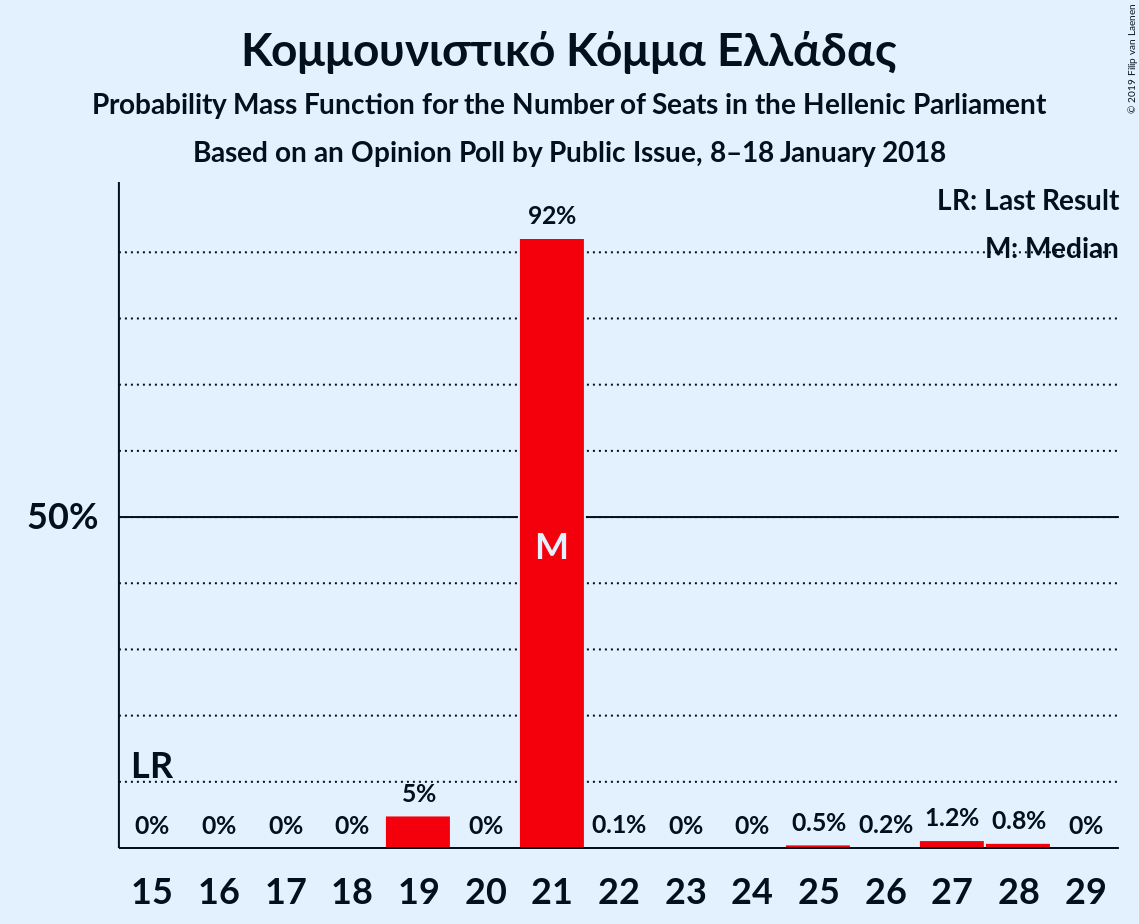 Κομμουνιστικό Κόμμα Ελλάδας
Probability Mass Function for the Number of Seats in the Hellenic Parliament
Based on an Opinion Poll by Public Issue, 8–18 January 2018
© 2019 Filip van Laenen
LR: Last Result
M: Median
92%
50%
M
LR
0% 0% 0% 0% 5% 0% 0.1% 0% 0% 0.5% 0.2% 1.2% 0.8% 0%
15 16 17 18 19 20 21 22 23 24 25 26 27 28 29